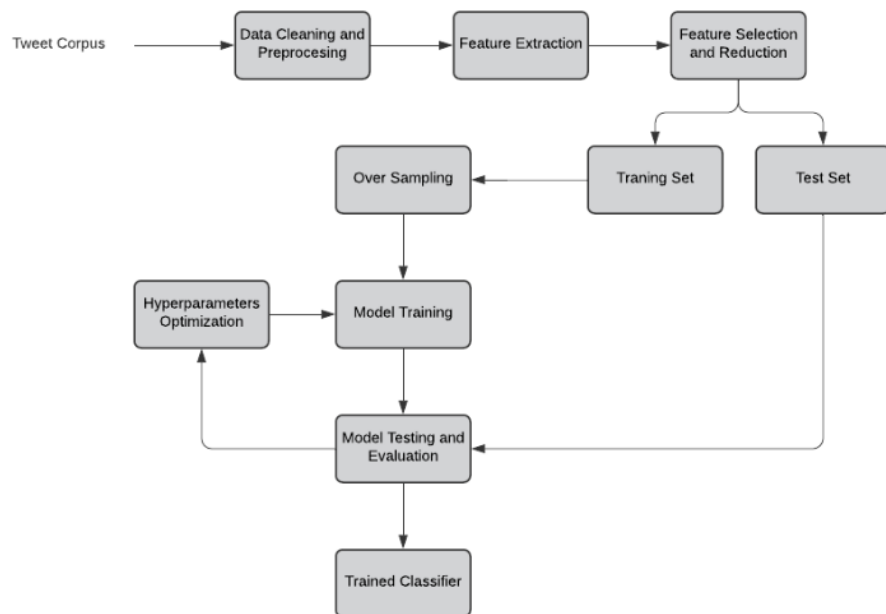 Tweet Corpus
Data Cleaning and
Preprocesing
Feature Extraction
Feature Selection
and Reduction
Over Sampling
Traning Set
Test Set
Hyperparameters
Optimization
Model Training
Model Testing and
Evaluation
Trained Classifier